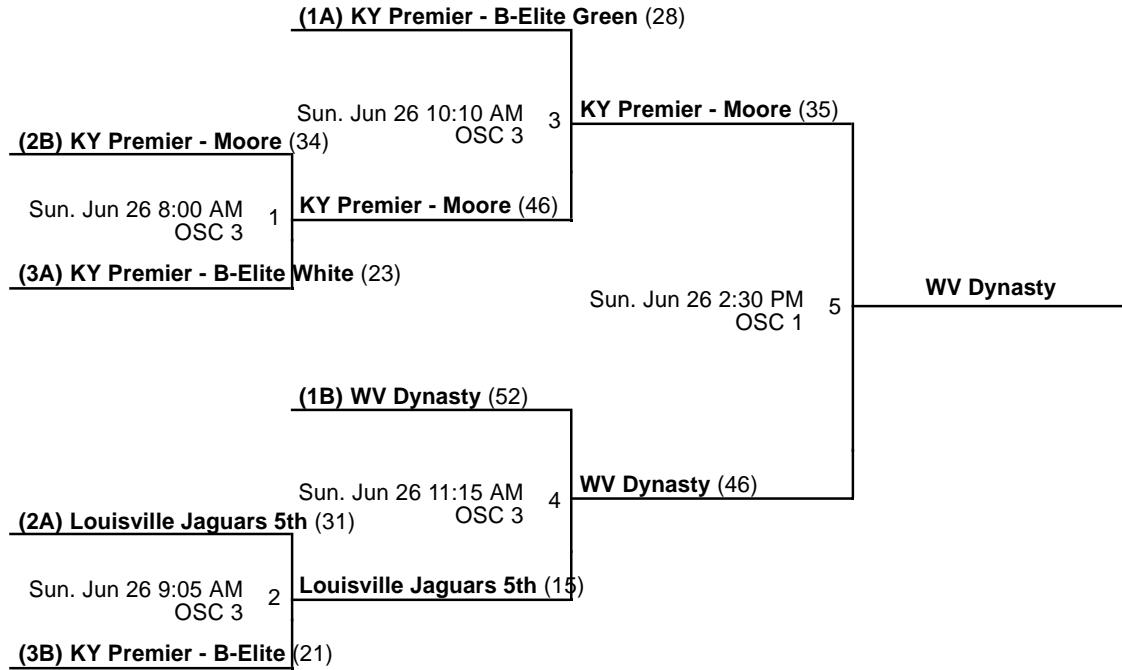 (1A) KY Premier - B-Elite Green (28)
Sun. Jun 26 10:10 AM
OSC 3
3
KY Premier - Moore (35)
(2B) KY Premier - Moore (34)
Sun. Jun 26 8:00 AM
OSC 3
1
KY Premier - Moore (46)
(3A) KY Premier - B-Elite White (23)
Sun. Jun 26 2:30 PM
OSC 1
5
WV Dynasty
(1B) WV Dynasty (52)
Sun. Jun 26 11:15 AM
OSC 3
4
WV Dynasty (46)
(2A) Louisville Jaguars 5th (31)
Sun. Jun 26 9:05 AM
OSC 3
2
Louisville Jaguars 5th (15)
(3B) KY Premier - B-Elite (21)